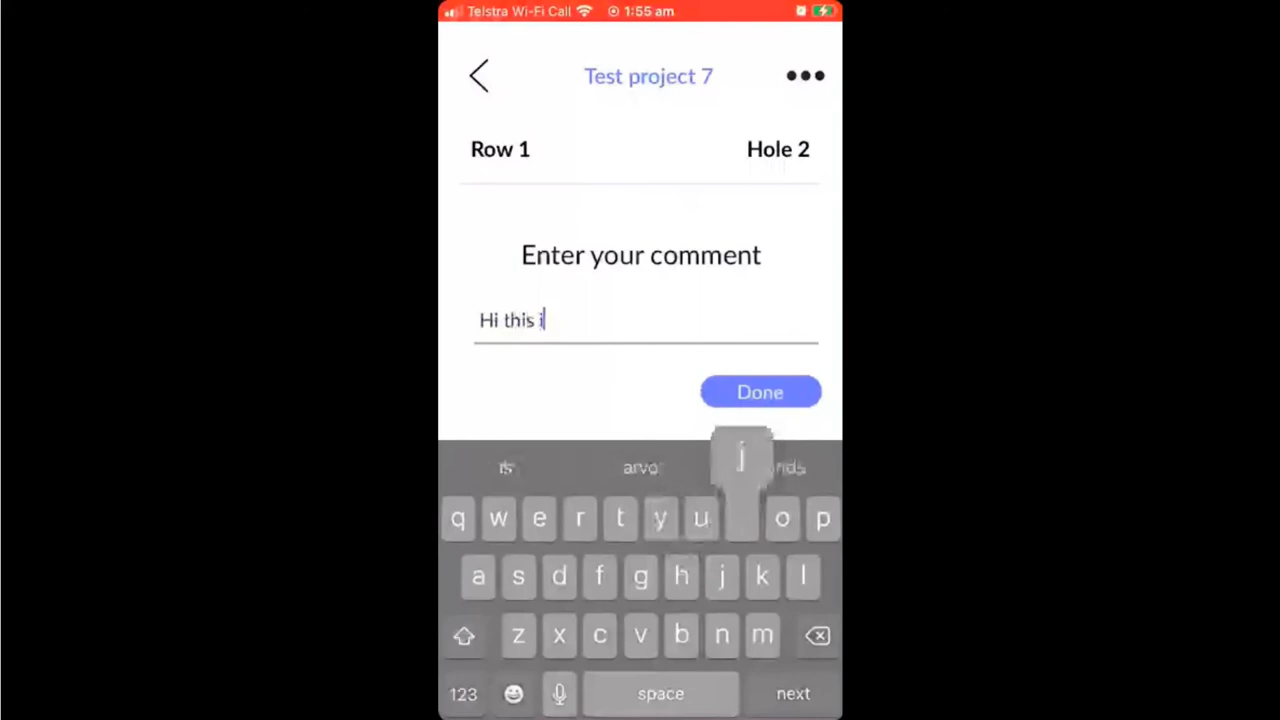 Telstra Wi-Fi Call 1:55 am
Test project 7
Row 1 Hole 2
Enter your comment
Hi this i
Done
i
is arvo
q w e r t y u o p
a s d f g h j k l
z x c v b n m
123 space next